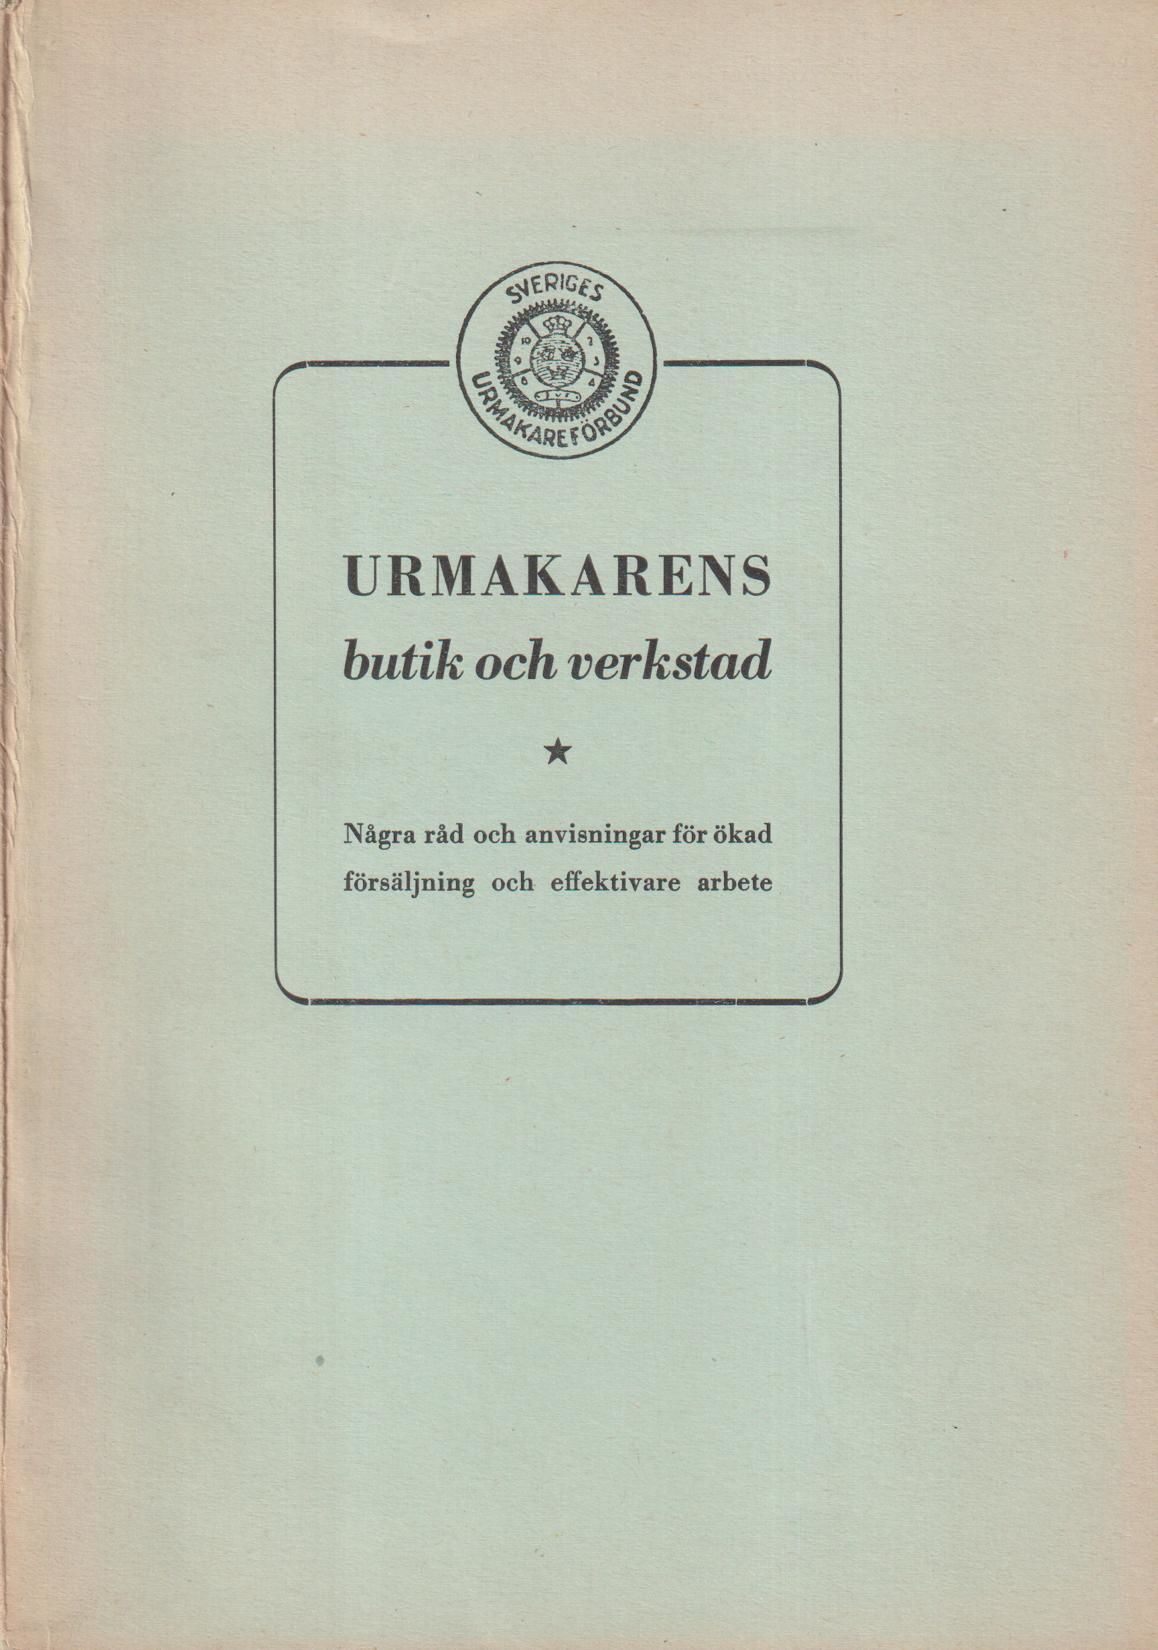 SVERIGES
URMAKAREFÖRBUND
URMAKARENS
butik och verkstad
★
Några råd och anvisningar för ökad
försäljning och effektivare arbete